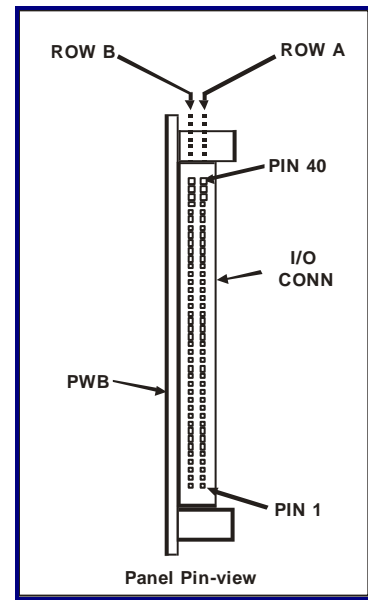 ROW B
ROW A
PIN 40
I/O
CONN
PWB
PIN 1
Panel Pin-view